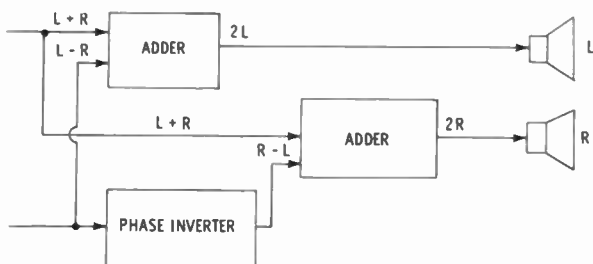 L + R
L - R
ADDER
2L
L
L + R
R - L
ADDER
2R
R
PHASE INVERTER